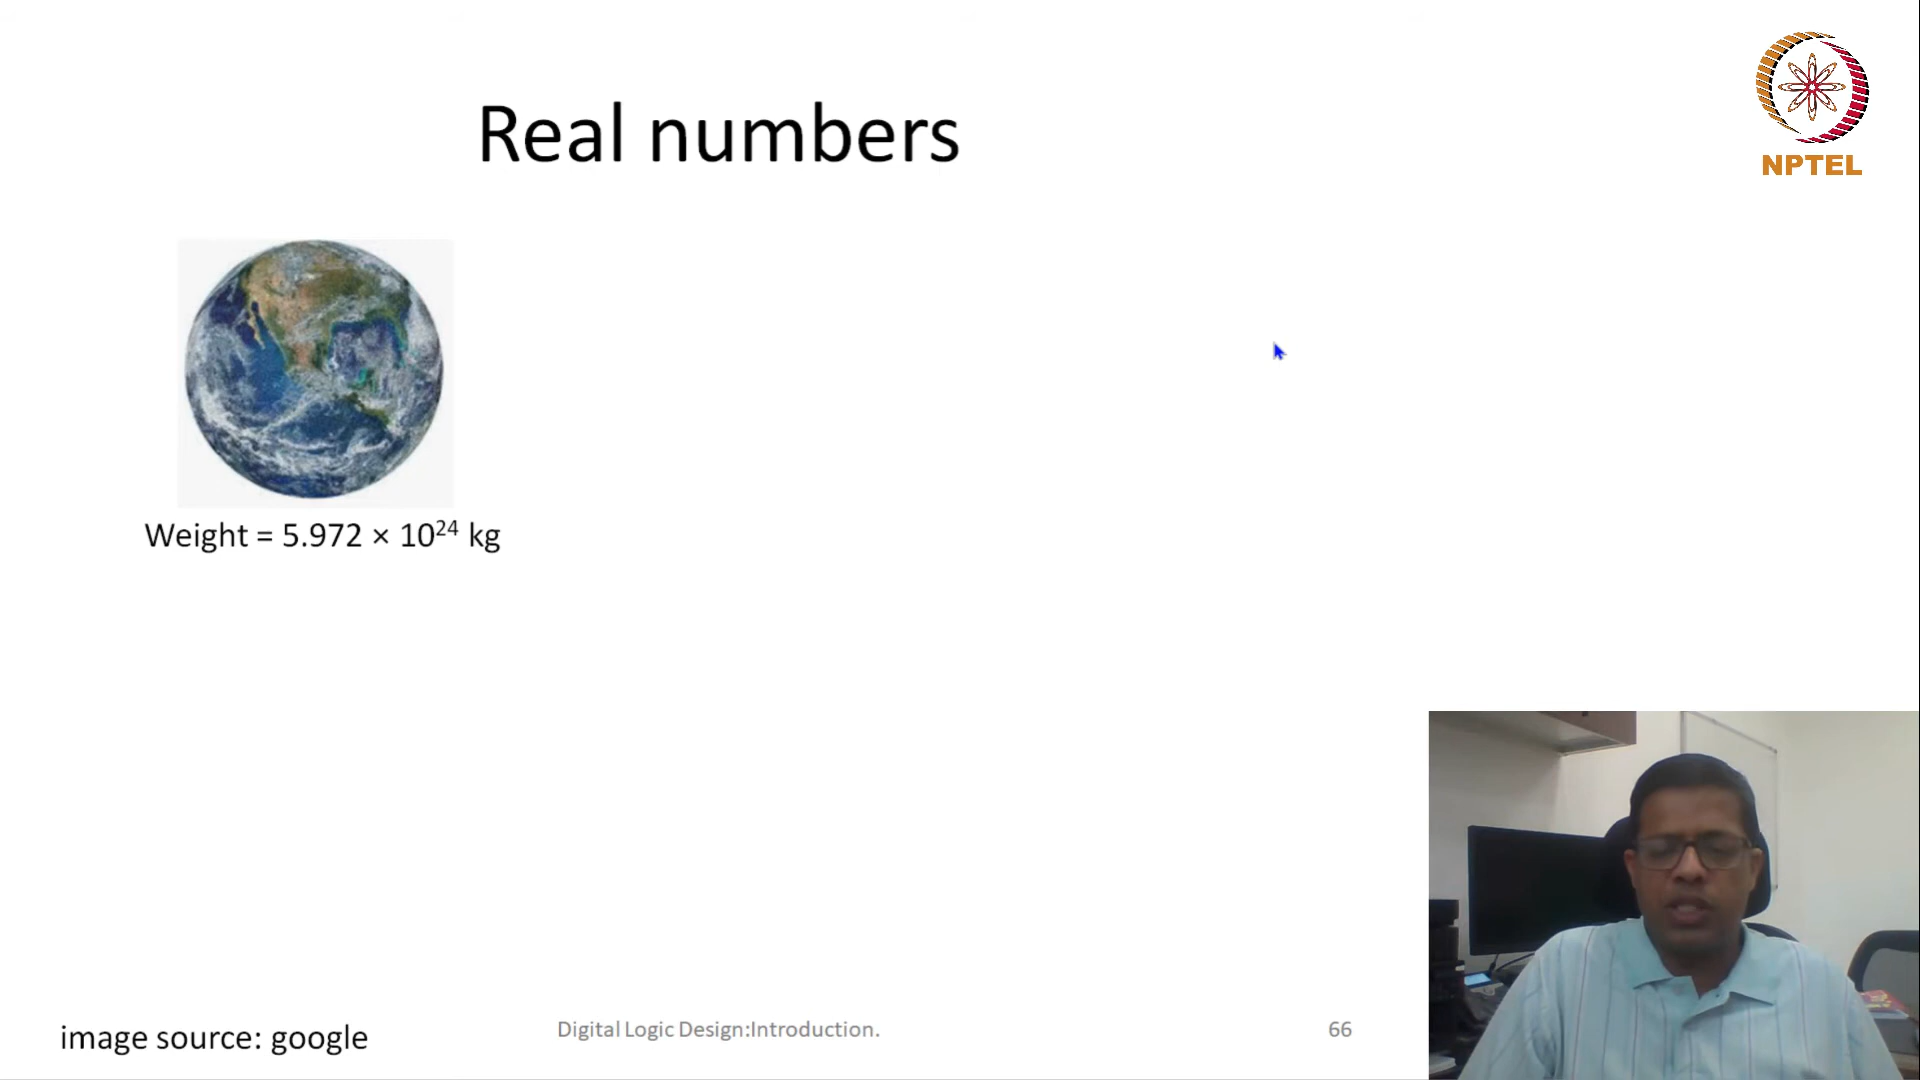 Real numbers
NPTEL
Weight = 5.972 × 10²⁴ kg
image source: google
Digital Logic Design:Introduction.
66